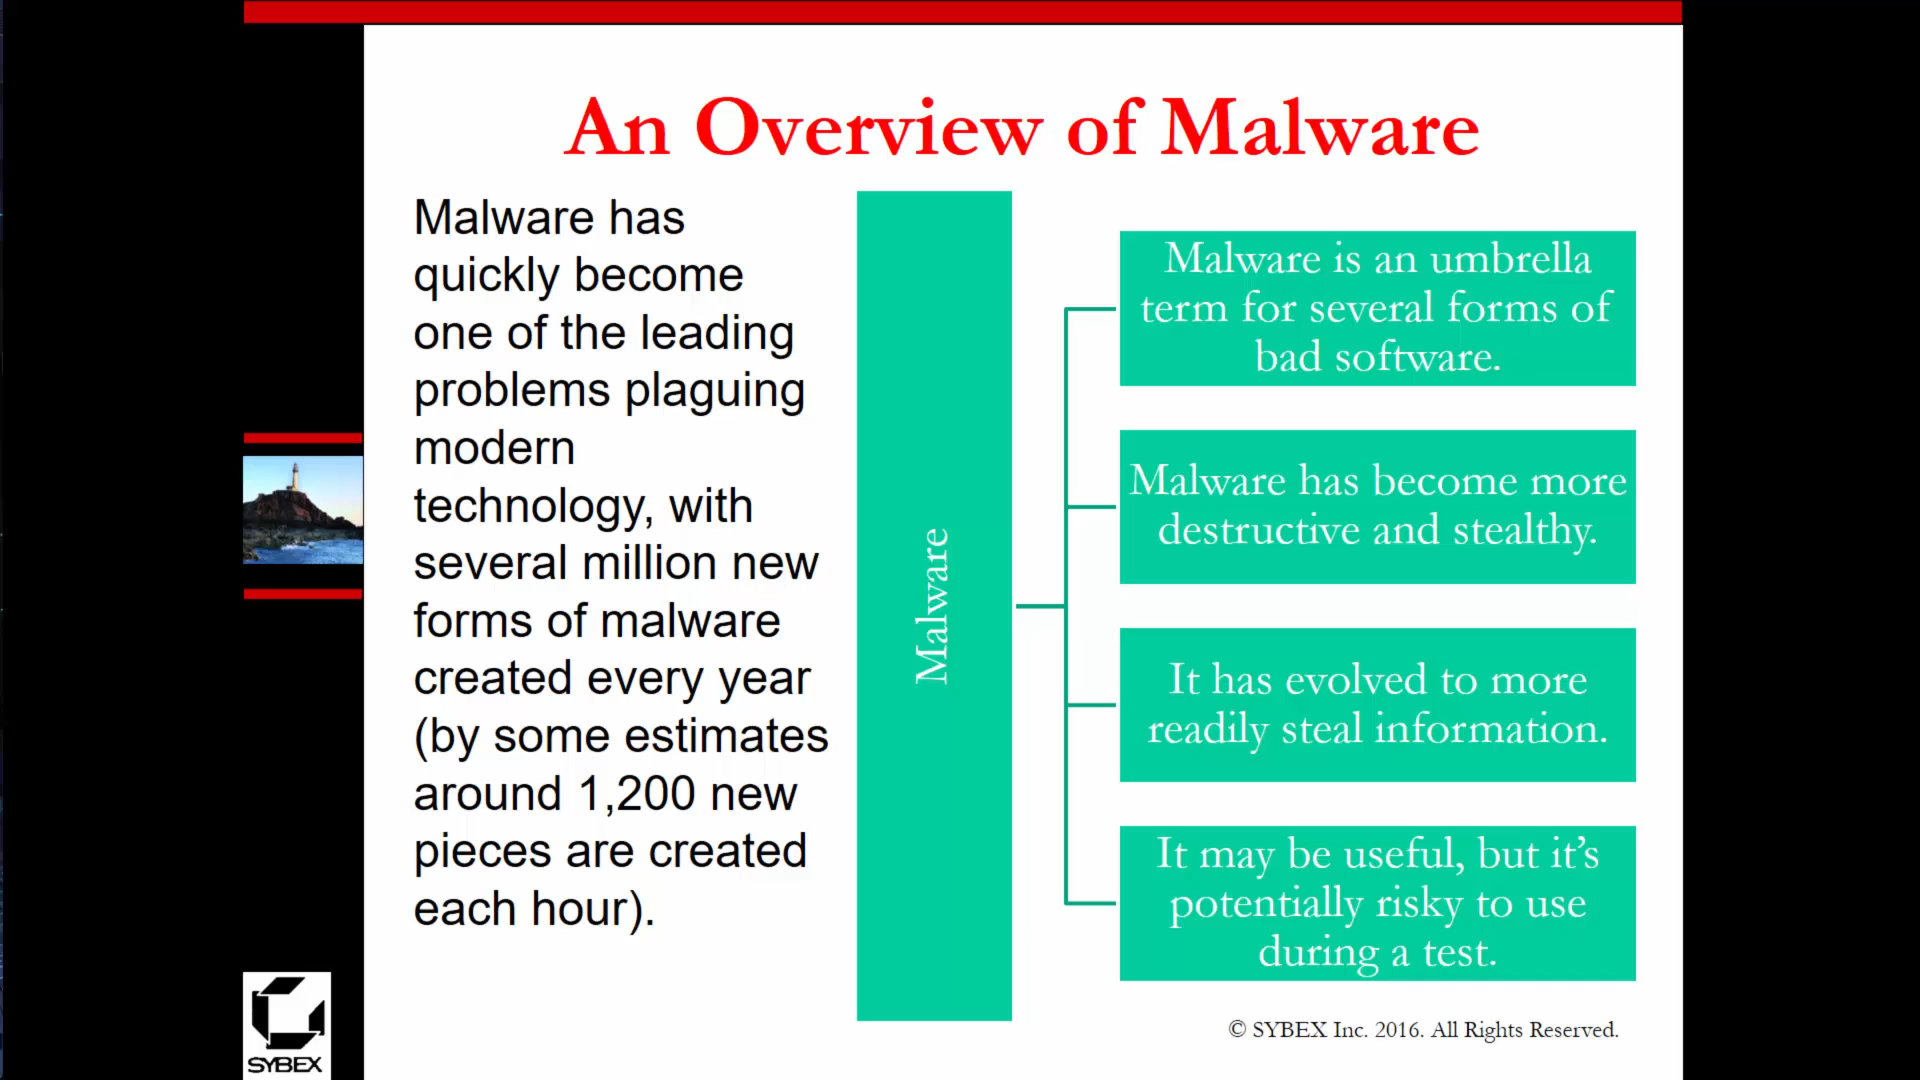 An Overview of Malware
Malware has
quickly become
one of the leading
problems plaguing
modern
technology, with
several million new
forms of malware
created every year
(by some estimates
around 1,200 new
pieces are created
each hour).
Malware
Malware is an umbrella
term for several forms of
bad software.
Malware has become more
destructive and stealthy.
It has evolved to more
readily steal information.
It may be useful, but it’s
potentially risky to use
during a test.
© SYBEX Inc. 2016. All Rights Reserved.
SYBEX